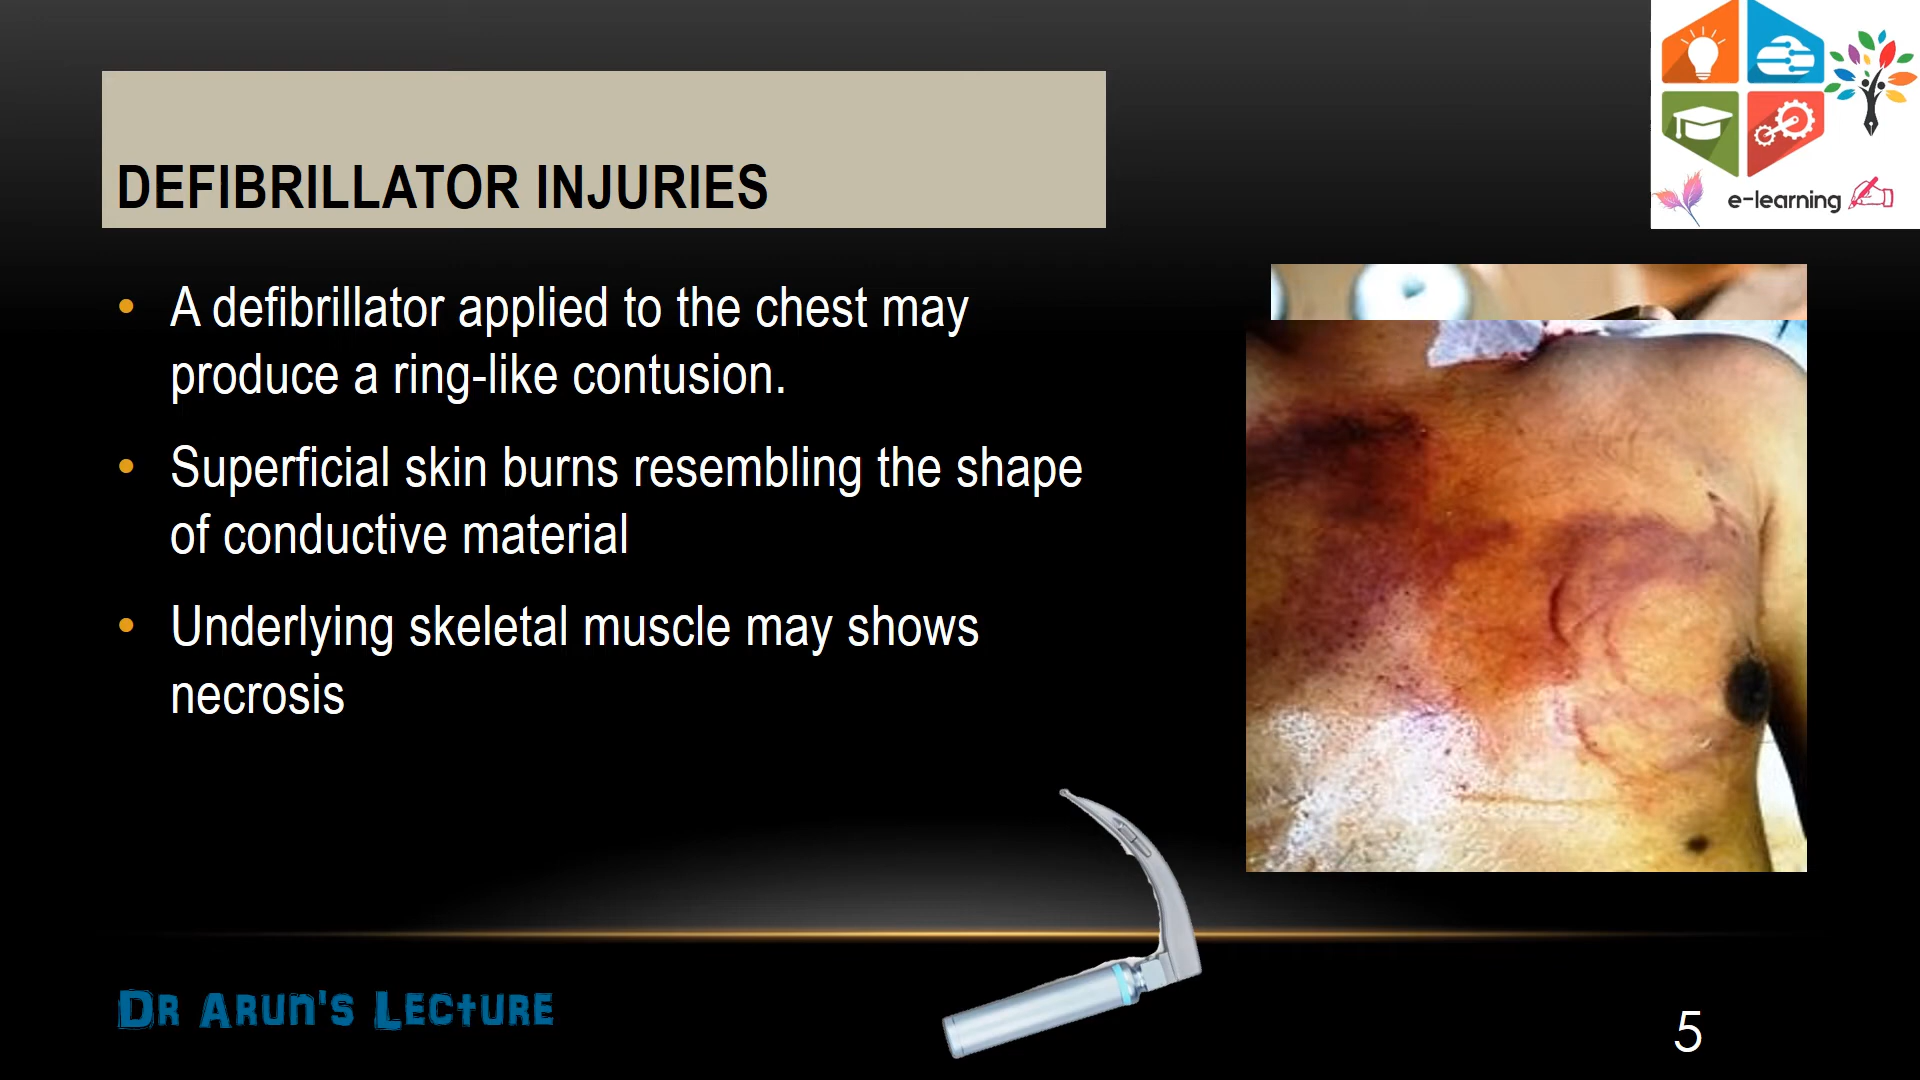 DEFIBRILLATOR INJURIES
• A defibrillator applied to the chest may
produce a ring-like contusion.
• Superficial skin burns resembling the shape
of conductive material
• Underlying skeletal muscle may shows
necrosis
e-learning
Dr Arun's Lecture
5